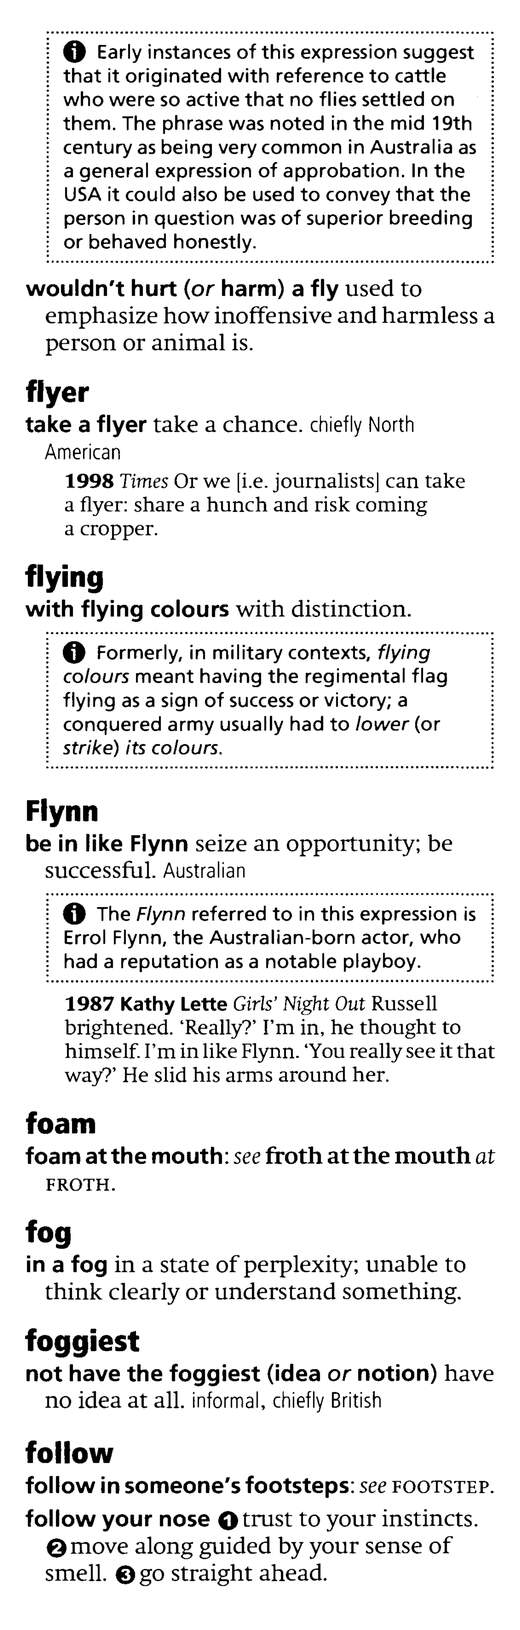 ℹ Early instances of this expression suggest
that it originated with reference to cattle
who were so active that no flies settled on
them. The phrase was noted in the mid 19th
century as being very common in Australia as
a general expression of approbation. In the
USA it could also be used to convey that the
person in question was of superior breeding
or behaved honestly.
wouldn't hurt (or harm) a fly used to
emphasize how inoffensive and harmless a
person or animal is.
flyer
take a flyer take a chance. chiefly North
American
1998 Times Or we [i.e. journalists] can take
a flyer: share a hunch and risk coming
a cropper.
flying
with flying colours with distinction.
ℹ Formerly, in military contexts, flying
colours meant having the regimental flag
flying as a sign of success or victory; a
conquered army usually had to lower (or
strike) its colours.
Flynn
be in like Flynn seize an opportunity; be
successful. Australian
ℹ The Flynn referred to in this expression is
Errol Flynn, the Australian-born actor, who
had a reputation as a notable playboy.
1987 Kathy Lette Girls' Night Out Russell
brightened. 'Really?' I'm in, he thought to
himself. I'm in like Flynn. 'You really see it that
way?' He slid his arms around her.
foam
foam at the mouth: see froth at the mouth at
FROTH.
fog
in a fog in a state of perplexity; unable to
think clearly or understand something.
foggiest
not have the foggiest (idea or notion) have
no idea at all. informal, chiefly British
follow
follow in someone's footsteps: see FOOTSTEP.
follow your nose ❶ trust to your instincts.
❷ move along guided by your sense of
smell. ❸ go straight ahead.